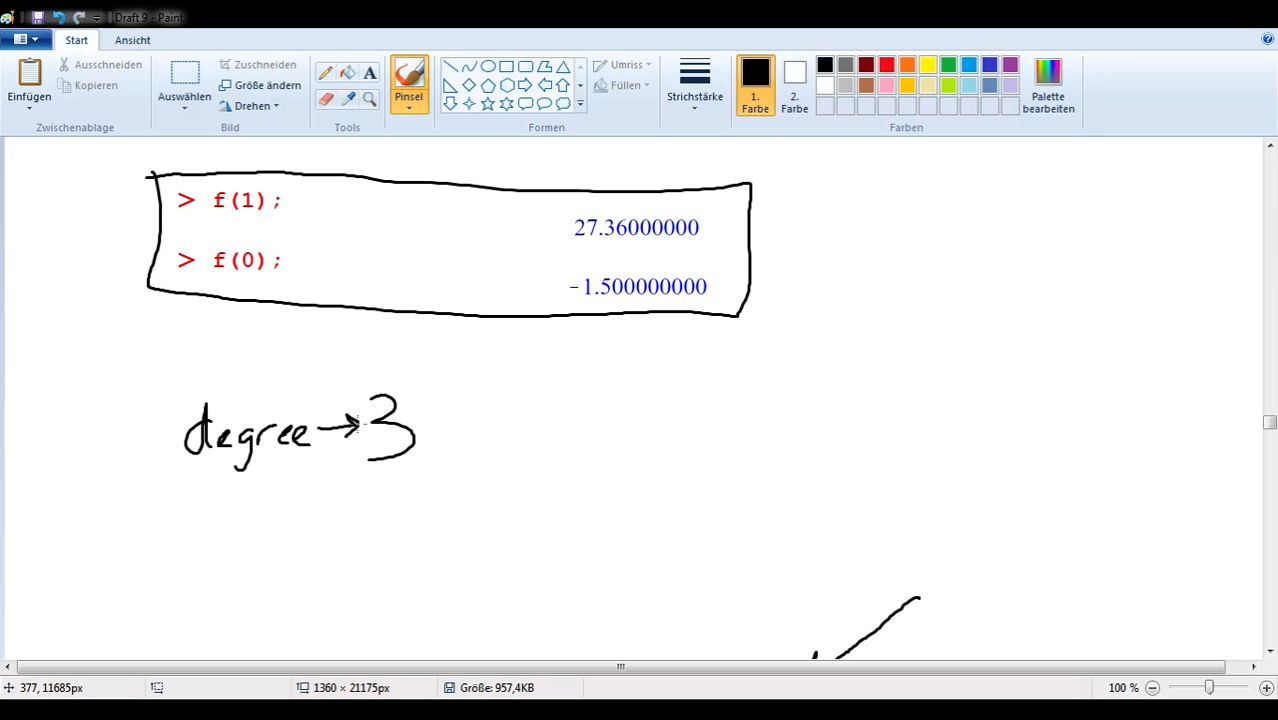 Draft 9 - Paint
Start Ansicht
Einfügen
Ausschneiden
Kopieren
Zwischenablage
Auswählen
Zuschneiden
Größe ändern
Drehen
Bild
A
Pinsel
Tools
Umriss
Füllen
Formen
Strichstärke
1. Farbe
2. Farbe
Palette bearbeiten
Farben
> f(1);
27.36000000
> f(0);
-1.500000000
degree → 3
377, 11685px
1360 × 21175px
Größe: 957,4KB
100 %